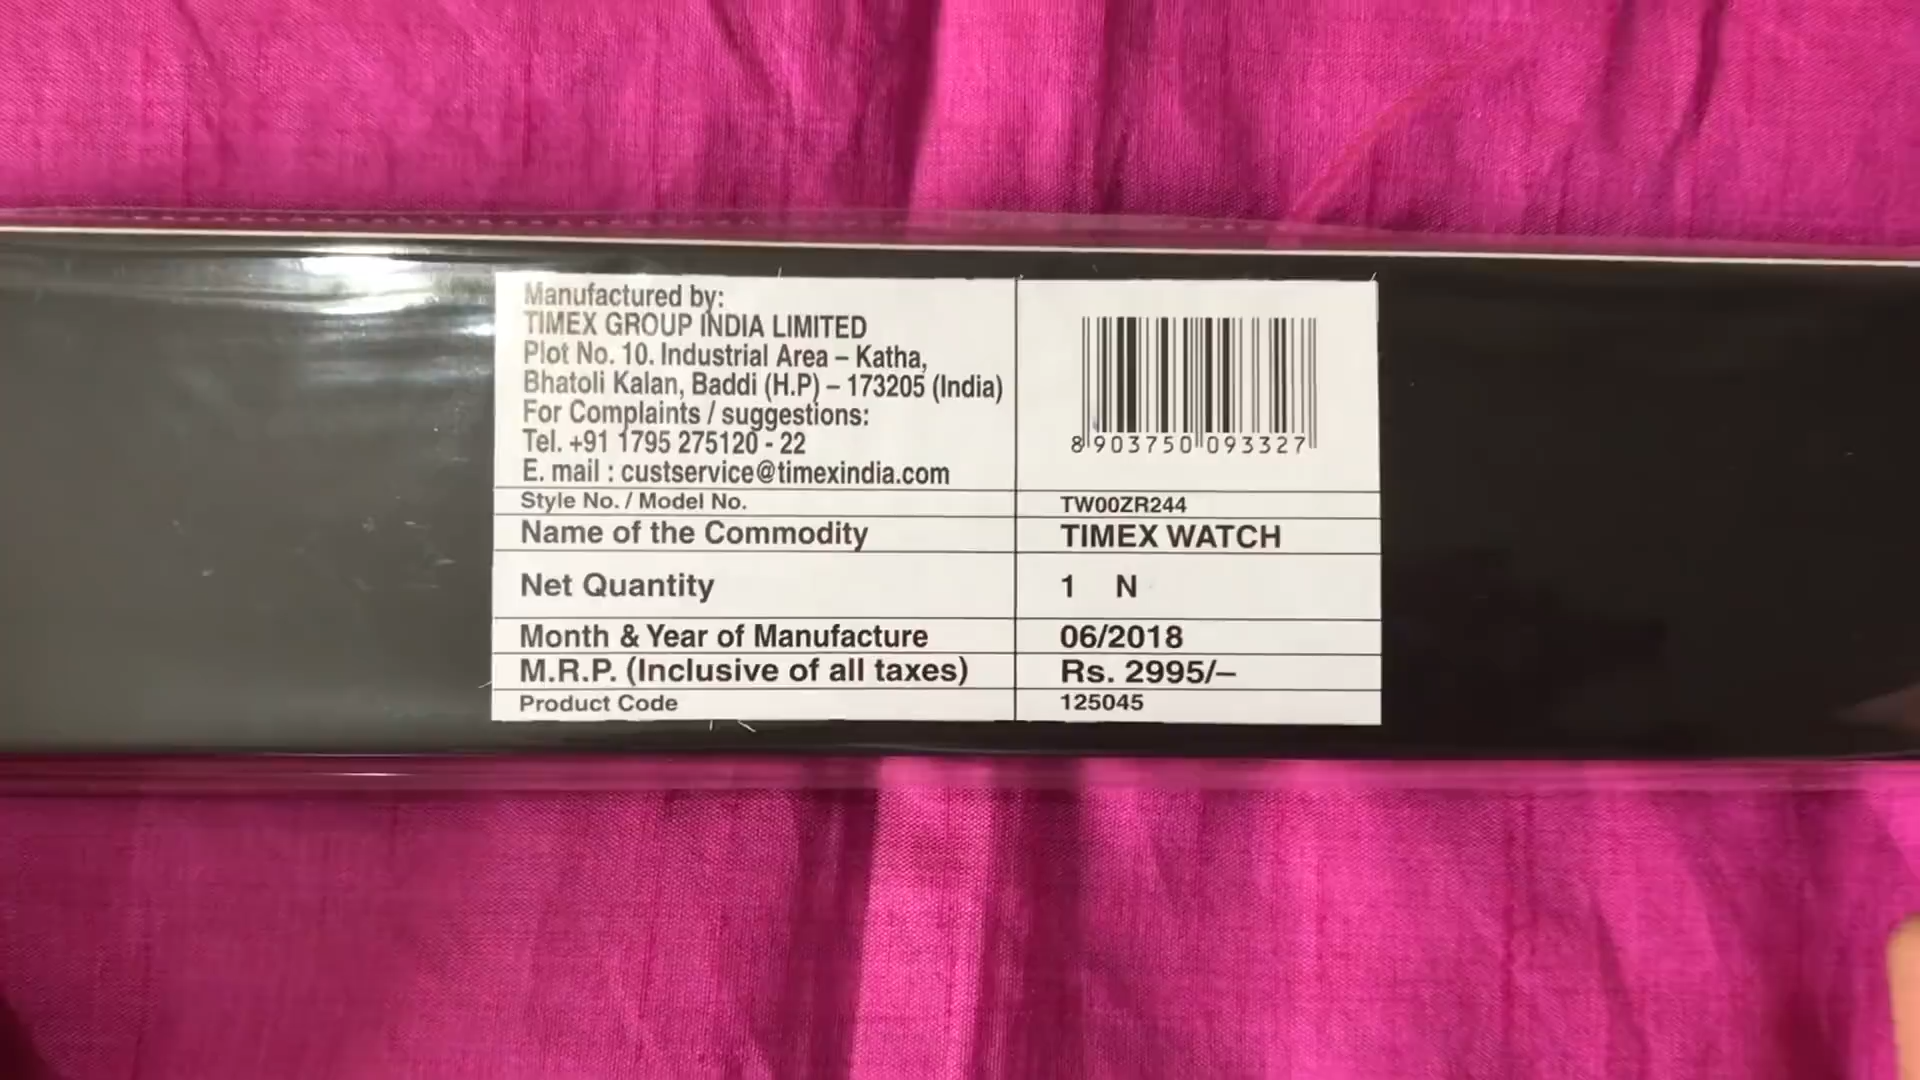 Manufactured by:
TIMEX GROUP INDIA LIMITED
Plot No. 10. Industrial Area – Katha,
Bhatoli Kalan, Baddi (H.P) – 173205 (India)
For Complaints / suggestions:
Tel. +91 1795 275120 - 22
E. mail : custservice@timexindia.com
8 903750 093327
Style No. / Model No. TW00ZR244
Name of the Commodity TIMEX WATCH
Net Quantity 1 N
Month & Year of Manufacture 06/2018
M.R.P. (Inclusive of all taxes) Rs. 2995/–
Product Code 125045